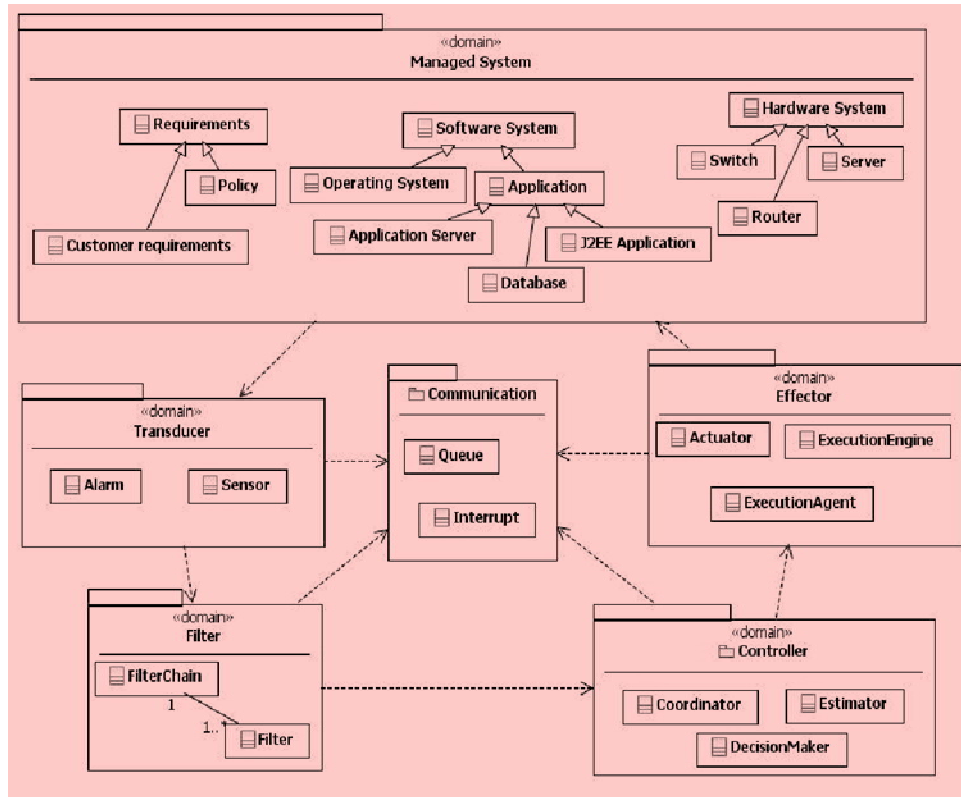 «domain»
Managed System
Requirements
Policy
Customer requirements
Software System
Operating System
Application
Application Server
J2EE Application
Database
Hardware System
Switch
Server
Router
«domain»
Transducer
Alarm
Sensor
Communication
Queue
Interrupt
«domain»
Effector
Actuator
ExecutionEngine
ExecutionAgent
«domain»
Filter
FilterChain
1
1..*
Filter
«domain»
Controller
Coordinator
Estimator
DecisionMaker